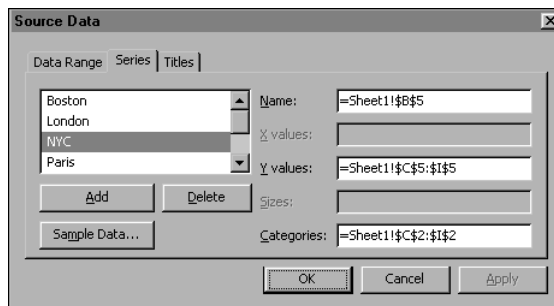 Source Data
Data Range Series Titles
Boston
London
NYC
Paris
Add Delete
Sample Data...
Name: =Sheet1!$B$5
X values:
Y values: =Sheet1!$C$5:$I$5
Sizes:
Categories: =Sheet1!$C$2:$I$2
OK Cancel Apply